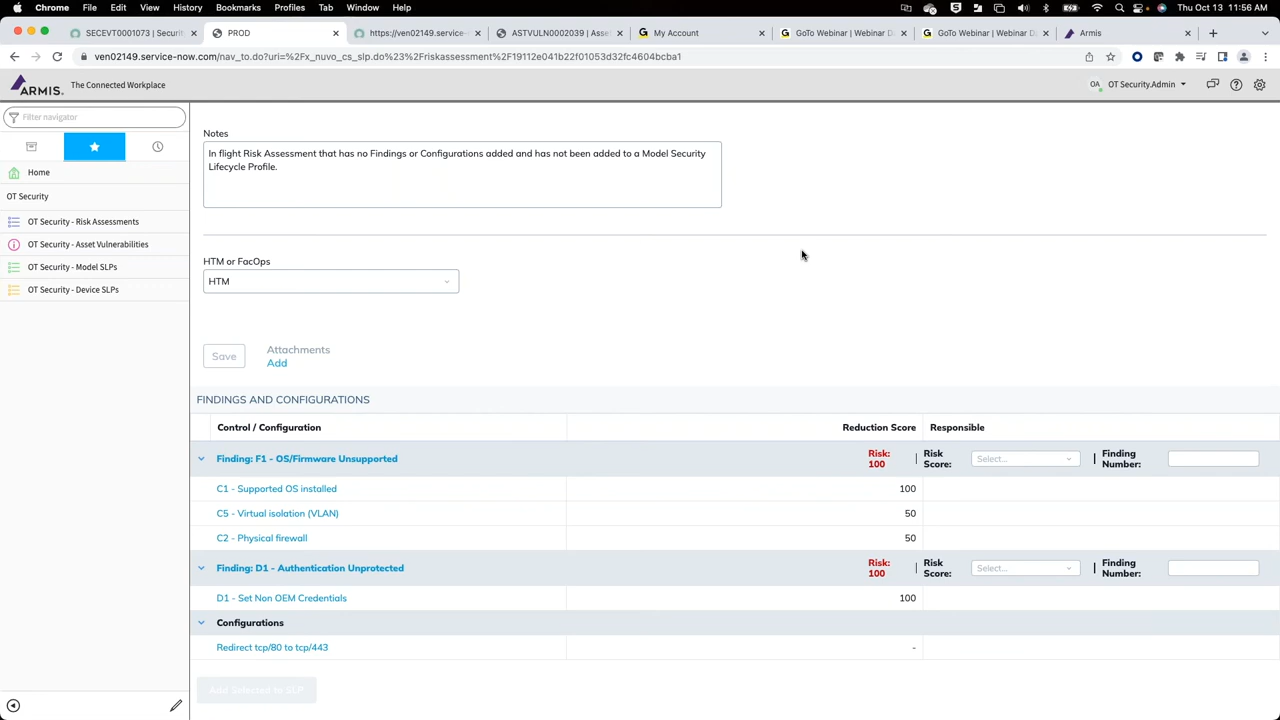 Chrome File Edit View History Bookmarks Profiles Tab Window Help Thu Oct 13 11:56 AM
SECEVT0001073 | Securit PROD https://ven02149.service- ASTVULN0002039 | Asse My Account GoTo Webinar | Webinar D GoTo Webinar | Webinar D Armis
ven02149.service-now.com/nav_to.do?uri=%2Fx_nuvo_cs_slp.do%23%2Friskassessment%2F19112e041b22f01053d32fc4604bcba1
ARMIS. The Connected Workplace OA OT Security.Admin
Filter navigator
Home
OT Security
OT Security - Risk Assessments
OT Security - Asset Vulnerabilities
OT Security - Model SLPs
OT Security - Device SLPs
Notes
In flight Risk Assessment that has no Findings or Configurations added and has not been added to a Model Security
Lifecycle Profile.
HTM or FacOps
HTM
Save Attachments
Add
FINDINGS AND CONFIGURATIONS
Control / Configuration Reduction Score Responsible
Finding: F1 - OS/Firmware Unsupported Risk: 100 | Risk Score: Select... | Finding Number:
C1 - Supported OS installed 100
C5 - Virtual isolation (VLAN) 50
C2 - Physical firewall 50
Finding: D1 - Authentication Unprotected Risk: 100 | Risk Score: Select... | Finding Number:
D1 - Set Non OEM Credentials 100
Configurations
Redirect tcp/80 to tcp/443 -
Add Selected to SLP